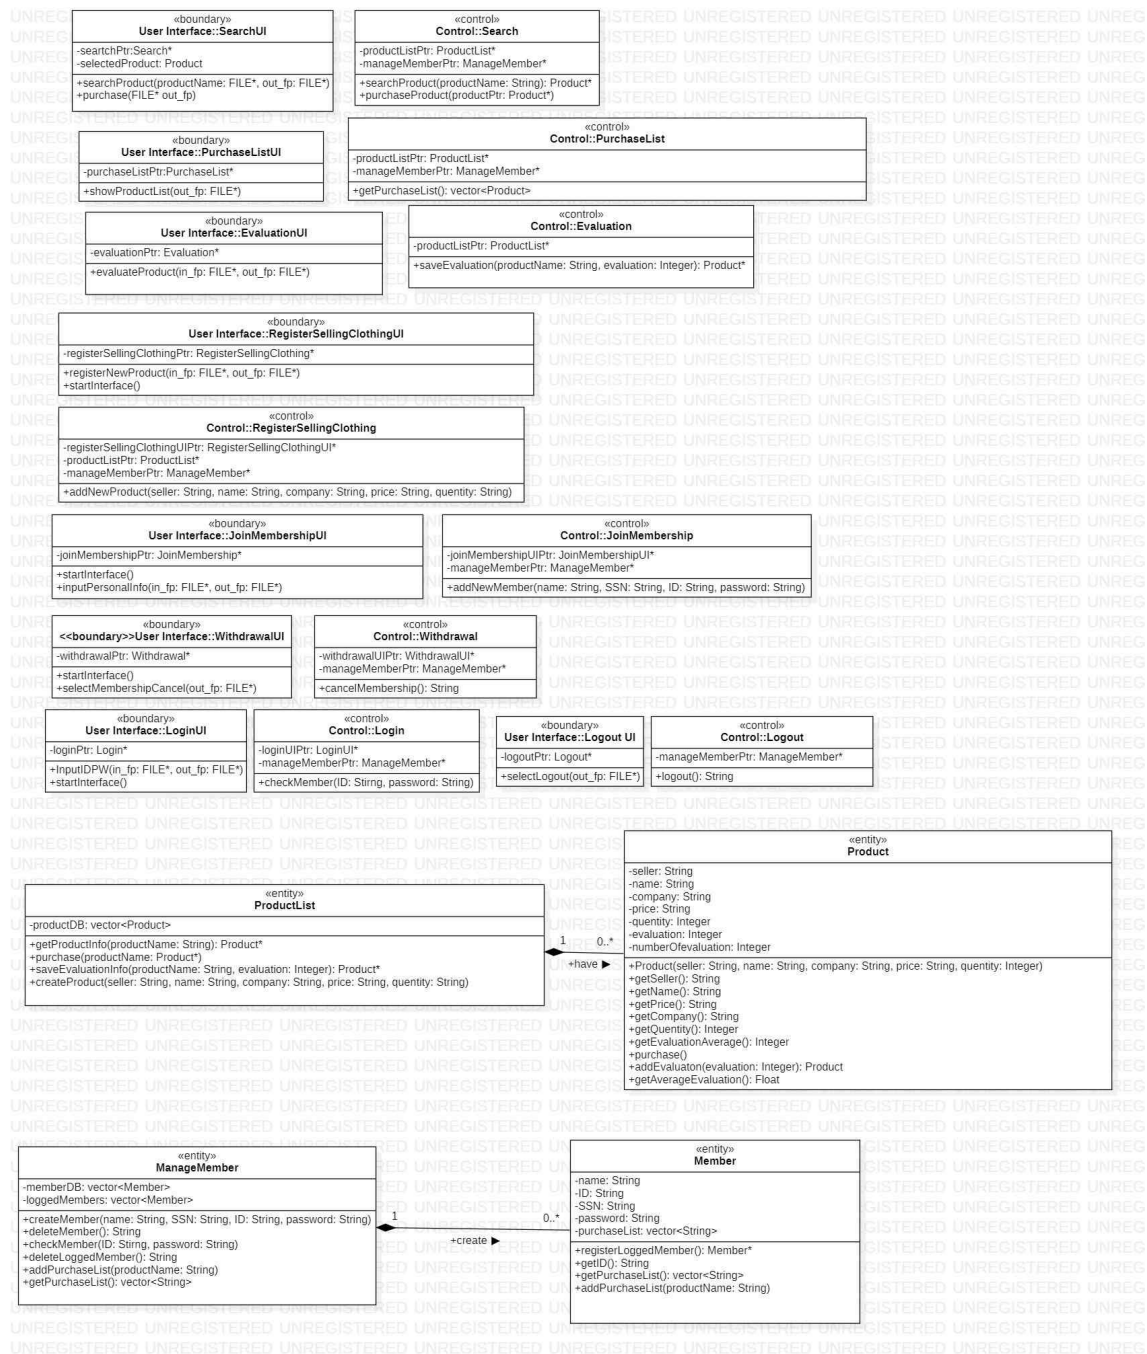 «boundary»
User Interface::SearchUI
-seartchPtr:Search*
-selectedProduct: Product
+searchProduct(productName: FILE*, out_fp: FILE*)
+purchase(FILE* out_fp)
«control»
Control::Search
-productListPtr: ProductList*
-manageMemberPtr: ManageMember*
+searchProduct(productName: String): Product*
+purchaseProduct(productPtr: Product*)
«boundary»
User Interface::PurchaseListUI
-purchaseListPtr:PurchaseList*
+showProductList(out_fp: FILE*)
«control»
Control::PurchaseList
-productListPtr: ProductList*
-manageMemberPtr: ManageMember*
+getPurchaseList(): vector<Product>
«boundary»
User Interface::EvaluationUI
-evaluationPtr: Evaluation*
+evaluateProduct(in_fp: FILE*, out_fp: FILE*)
«control»
Control::Evaluation
-productListPtr: ProductList*
+saveEvaluation(productName: String, evaluation: Integer): Product*
«boundary»
User Interface::RegisterSellingClothingUI
-registerSellingClothingPtr: RegisterSellingClothing*
+registerNewProduct(in_fp: FILE*, out_fp: FILE*)
+startInterface()
«control»
Control::RegisterSellingClothing
-registerSellingClothingUIPtr: RegisterSellingClothingUI*
-productListPtr: ProductList*
-manageMemberPtr: ManageMember*
+addNewProduct(seller: String, name: String, company: String, price: String, quentity: String)
«boundary»
User Interface::JoinMembershipUI
-joinMembershipPtr: JoinMembership*
+startInterface()
+inputPersonalInfo(in_fp: FILE*, out_fp: FILE*)
«control»
Control::JoinMembership
-joinMembershipUIPtr: JoinMembershipUI*
-manageMemberPtr: ManageMember*
+addNewMember(name: String, SSN: String, ID: String, password: String)
«boundary»
<<boundary>>User Interface::WithdrawalUI
-withdrawalPtr: Withdrawal*
+startInterface()
+selectMembershipCancel(out_fp: FILE*)
«control»
Control::Withdrawal
-withdrawalUIPtr: WithdrawalUI*
-manageMemberPtr: ManageMember*
+cancelMembership(): String
«boundary»
User Interface::LoginUI
-loginPtr: Login*
+InputIDPW(in_fp: FILE*, out_fp: FILE*)
+startInterface()
«control»
Control::Login
-loginUIPtr: LoginUI*
-manageMemberPtr: ManageMember*
+checkMember(ID: Stirng, password: String)
«boundary»
User Interface::Logout UI
-logoutPtr: Logout*
+selectLogout(out_fp: FILE*)
«control»
Control::Logout
-manageMemberPtr: ManageMember*
+logout(): String
«entity»
ProductList
-productDB: vector<Product>
+getProductInfo(productName: String): Product*
+purchase(productName: Product*)
+saveEvaluationInfo(productName: String, evaluation: Integer): Product*
+createProduct(seller: String, name: String, company: String, price: String, quentity: String)
1
0..*
+have ▶
«entity»
Product
-seller: String
-name: String
-company: String
-price: String
-quentity: Integer
-evaluation: Integer
-numberOfevaluation: Integer
+Product(seller: String, name: String, company: String, price: String, quentity: Integer)
+getSeller(): String
+getName(): String
+getPrice(): String
+getCompany(): String
+getQuentity(): Integer
+getEvaluationAverage(): Integer
+purchase()
+addEvaluaton(evaluation: Integer): Product
+getAverageEvaluation(): Float
«entity»
ManageMember
-memberDB: vector<Member>
-loggedMembers: vector<Member>
+createMember(name: String, SSN: String, ID: String, password: String)
+deleteMember(): String
+checkMember(ID: Stirng, password: String)
+deleteLoggedMember(): String
+addPurchaseList(productName: String)
+getPurchaseList(): vector<String>
1
0..*
+create ▶
«entity»
Member
-name: String
-ID: String
-SSN: String
-password: String
-purchaseList: vector<String>
+registerLoggedMember(): Member*
+getID(): String
+getPurchaseList(): vector<String>
+addPurchaseList(productName: String)